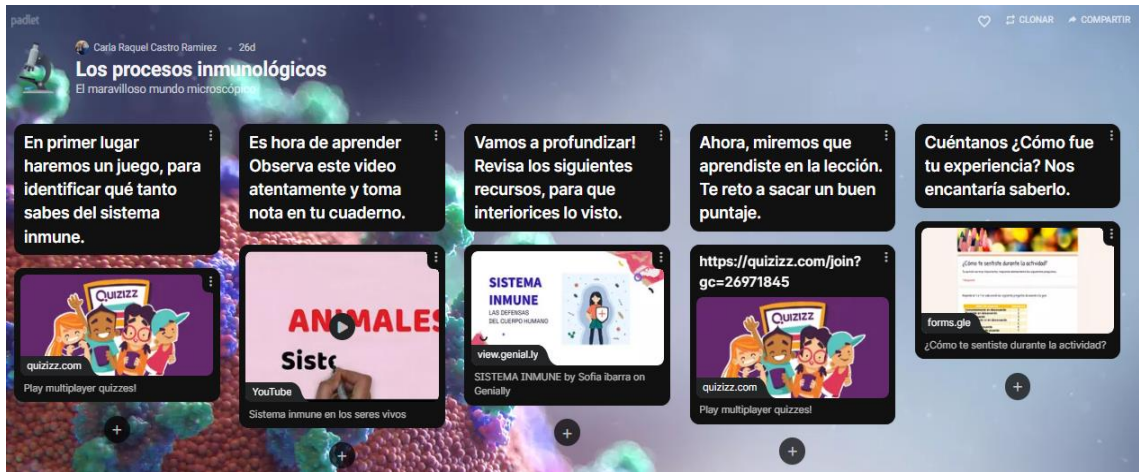 padlet
CLONAR
COMPARTIR
Carla Raquel Castro Ramirez • 26d
Los procesos inmunológicos
El maravilloso mundo microscópico
En primer lugar
haremos un juego, para
identificar qué tanto
sabes del sistema
inmune.
QUIZIZZ
quizizz.com
Play multiplayer quizzes!
Es hora de aprender
Observa este video
atentamente y toma
nota en tu cuaderno.
ANIMALES
Siste
YouTube
Sistema inmune en los seres vivos
Vamos a profundizar!
Revisa los siguientes
recursos, para que
interiorices lo visto.
SISTEMA
INMUNE
LAS DEFENSAS
DEL CUERPO HUMANO
view.genial.ly
SISTEMA INMUNE by Sofia ibarra on
Genially
Ahora, miremos que
aprendiste en la lección.
Te reto a sacar un buen
puntaje.
https://quizizz.com/join?
gc=26971845
QUIZIZZ
quizizz.com
Play multiplayer quizzes!
Cuéntanos ¿Cómo fue
tu experiencia? Nos
encantaría saberlo.
¿Cómo te sentiste durante la actividad?
forms.gle
¿Cómo te sentiste durante la actividad?